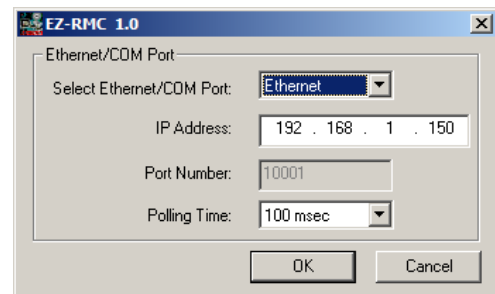 EZ-RMC 1.0
Ethernet/COM Port
Select Ethernet/COM Port: Ethernet
IP Address: 192 . 168 . 1 . 150
Port Number: 10001
Polling Time: 100 msec
OK Cancel